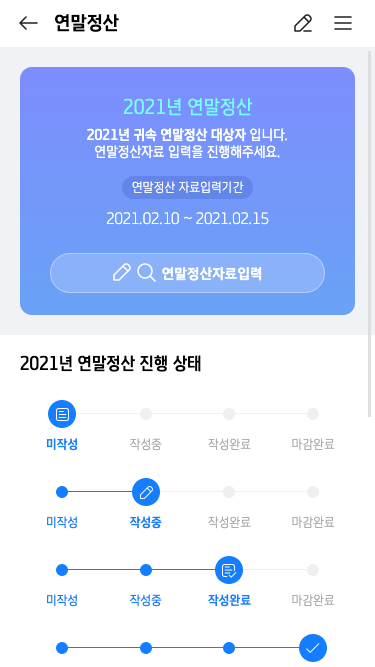 연말정산
2021년 연말정산
2021년 귀속 연말정산 대상자 입니다.
연말정산자료 입력을 진행해주세요.
연말정산 자료입력기간
2021.02.10 ~ 2021.02.15
연말정산자료입력
2021년 연말정산 진행 상태
미작성 작성중 작성완료 마감완료
미작성 작성중 작성완료 마감완료
미작성 작성중 작성완료 마감완료